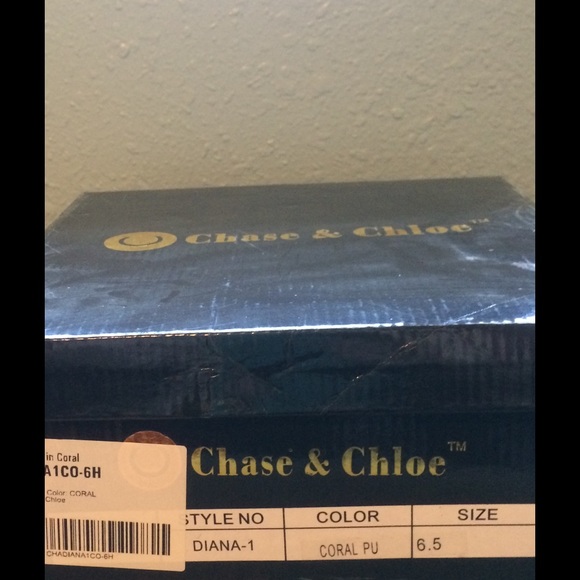 Chase & Chloe™
Chase & Chloe™
in Coral
A1CO-6H
Color: CORAL
Chloe
CHADIANA1CO-6H
STYLE NO COLOR SIZE
DIANA-1 CORAL PU 6.5